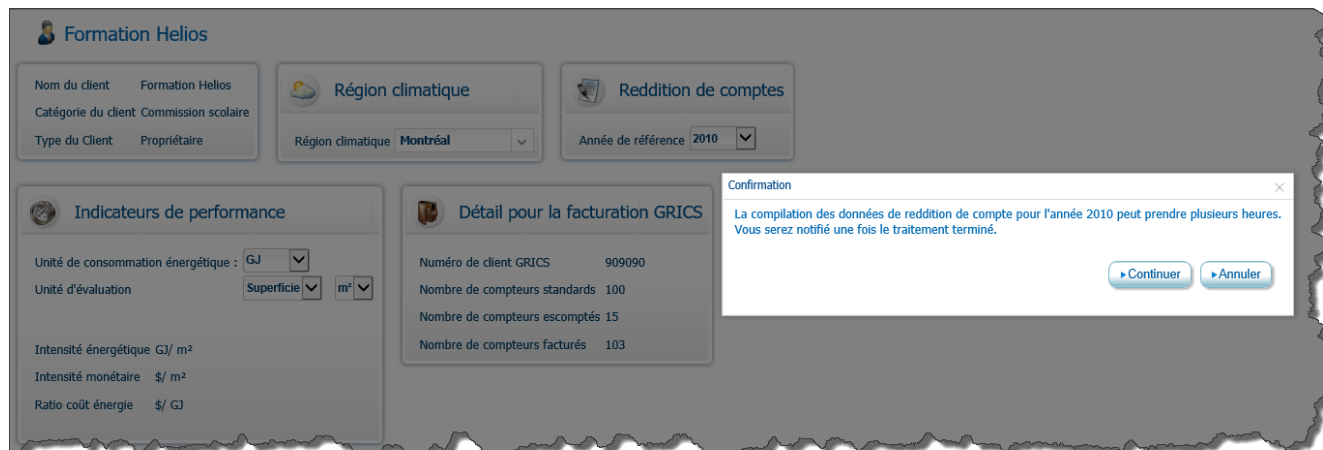 Formation Helios
Nom du client Formation Helios
Catégorie du client Commission scolaire
Type du Client Propriétaire
Région climatique
Région climatique Montréal
Reddition de comptes
Année de référence 2010
Indicateurs de performance
Unité de consommation énergétique : GJ
Unité d'évaluation Superficie m²
Intensité énergétique GJ/ m²
Intensité monétaire $/ m²
Ratio coût énergie $/ GJ
Détail pour la facturation GRICS
Numéro de client GRICS 909090
Nombre de compteurs standards 100
Nombre de compteurs escomptés 15
Nombre de compteurs facturés 103
Confirmation
La compilation des données de reddition de compte pour l'année 2010 peut prendre plusieurs heures.
Vous serez notifié une fois le traitement terminé.
Continuer Annuler